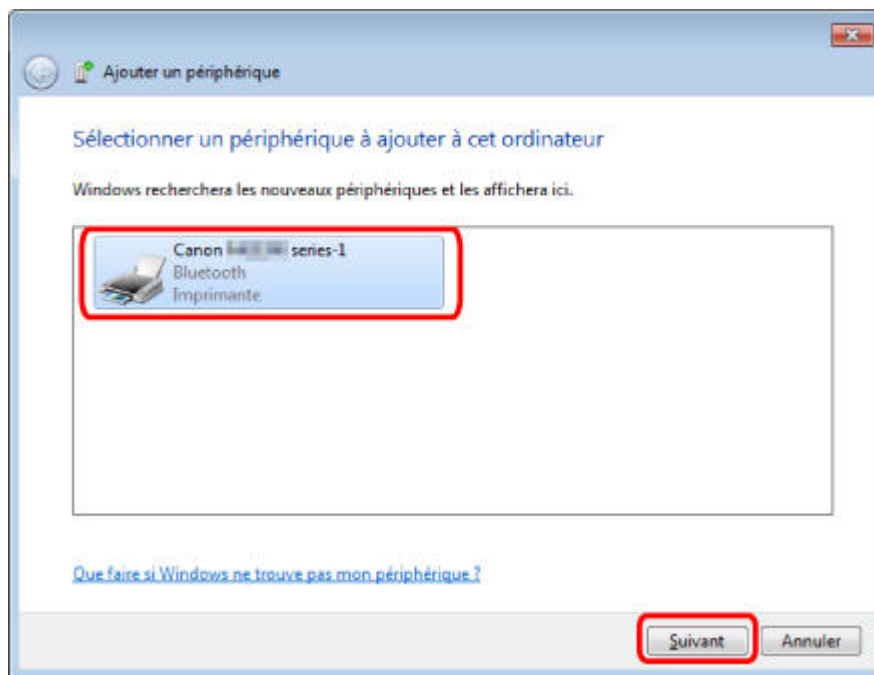 Ajouter un périphérique
Sélectionner un périphérique à ajouter à cet ordinateur
Windows recherchera les nouveaux périphériques et les affichera ici.
Canon series-1
Bluetooth
Imprimante
Que faire si Windows ne trouve pas mon périphérique ?
Suivant
Annuler